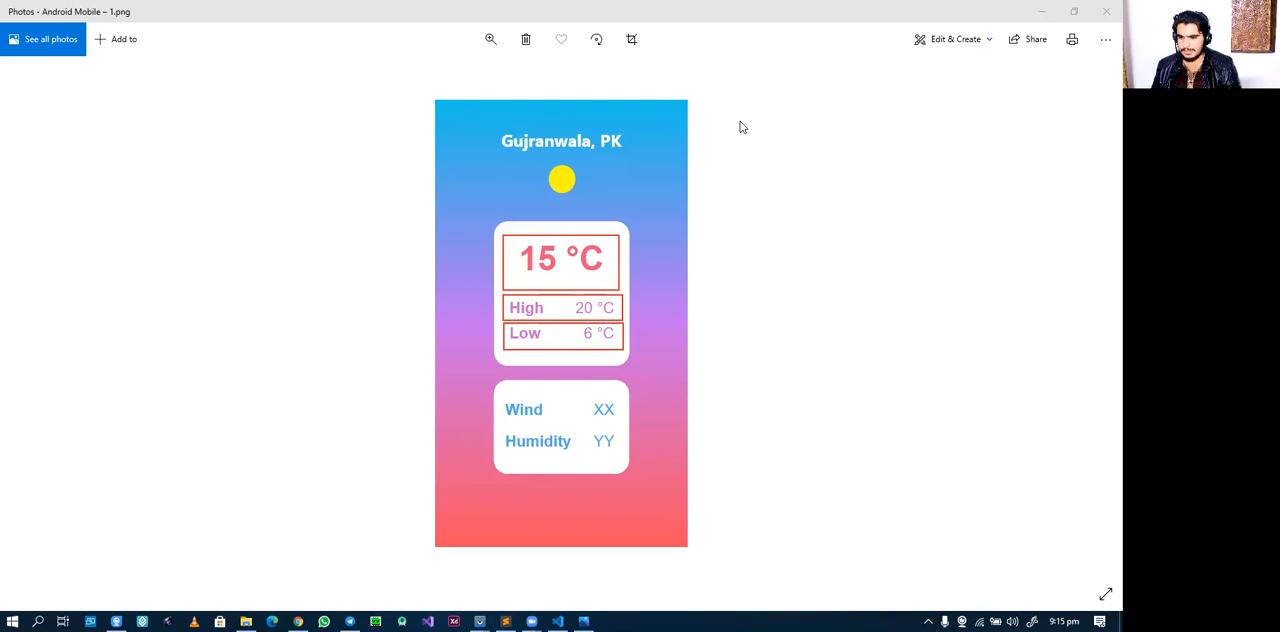 Photos - Android Mobile – 1.png
See all photos
Add to
Edit & Create
Share
Gujranwala, PK
15 °C
High 20 °C
Low 6 °C
Wind XX
Humidity YY
Xd
9:15 pm